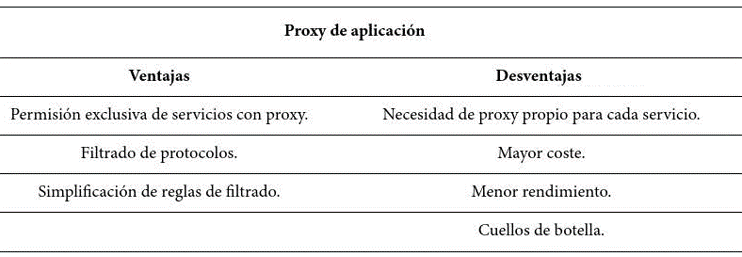 Proxy de aplicación
Ventajas Desventajas
Permisión exclusiva de servicios con proxy. Necesidad de proxy propio para cada servicio.
Filtrado de protocolos. Mayor coste.
Simplificación de reglas de filtrado. Menor rendimiento.
Cuellos de botella.